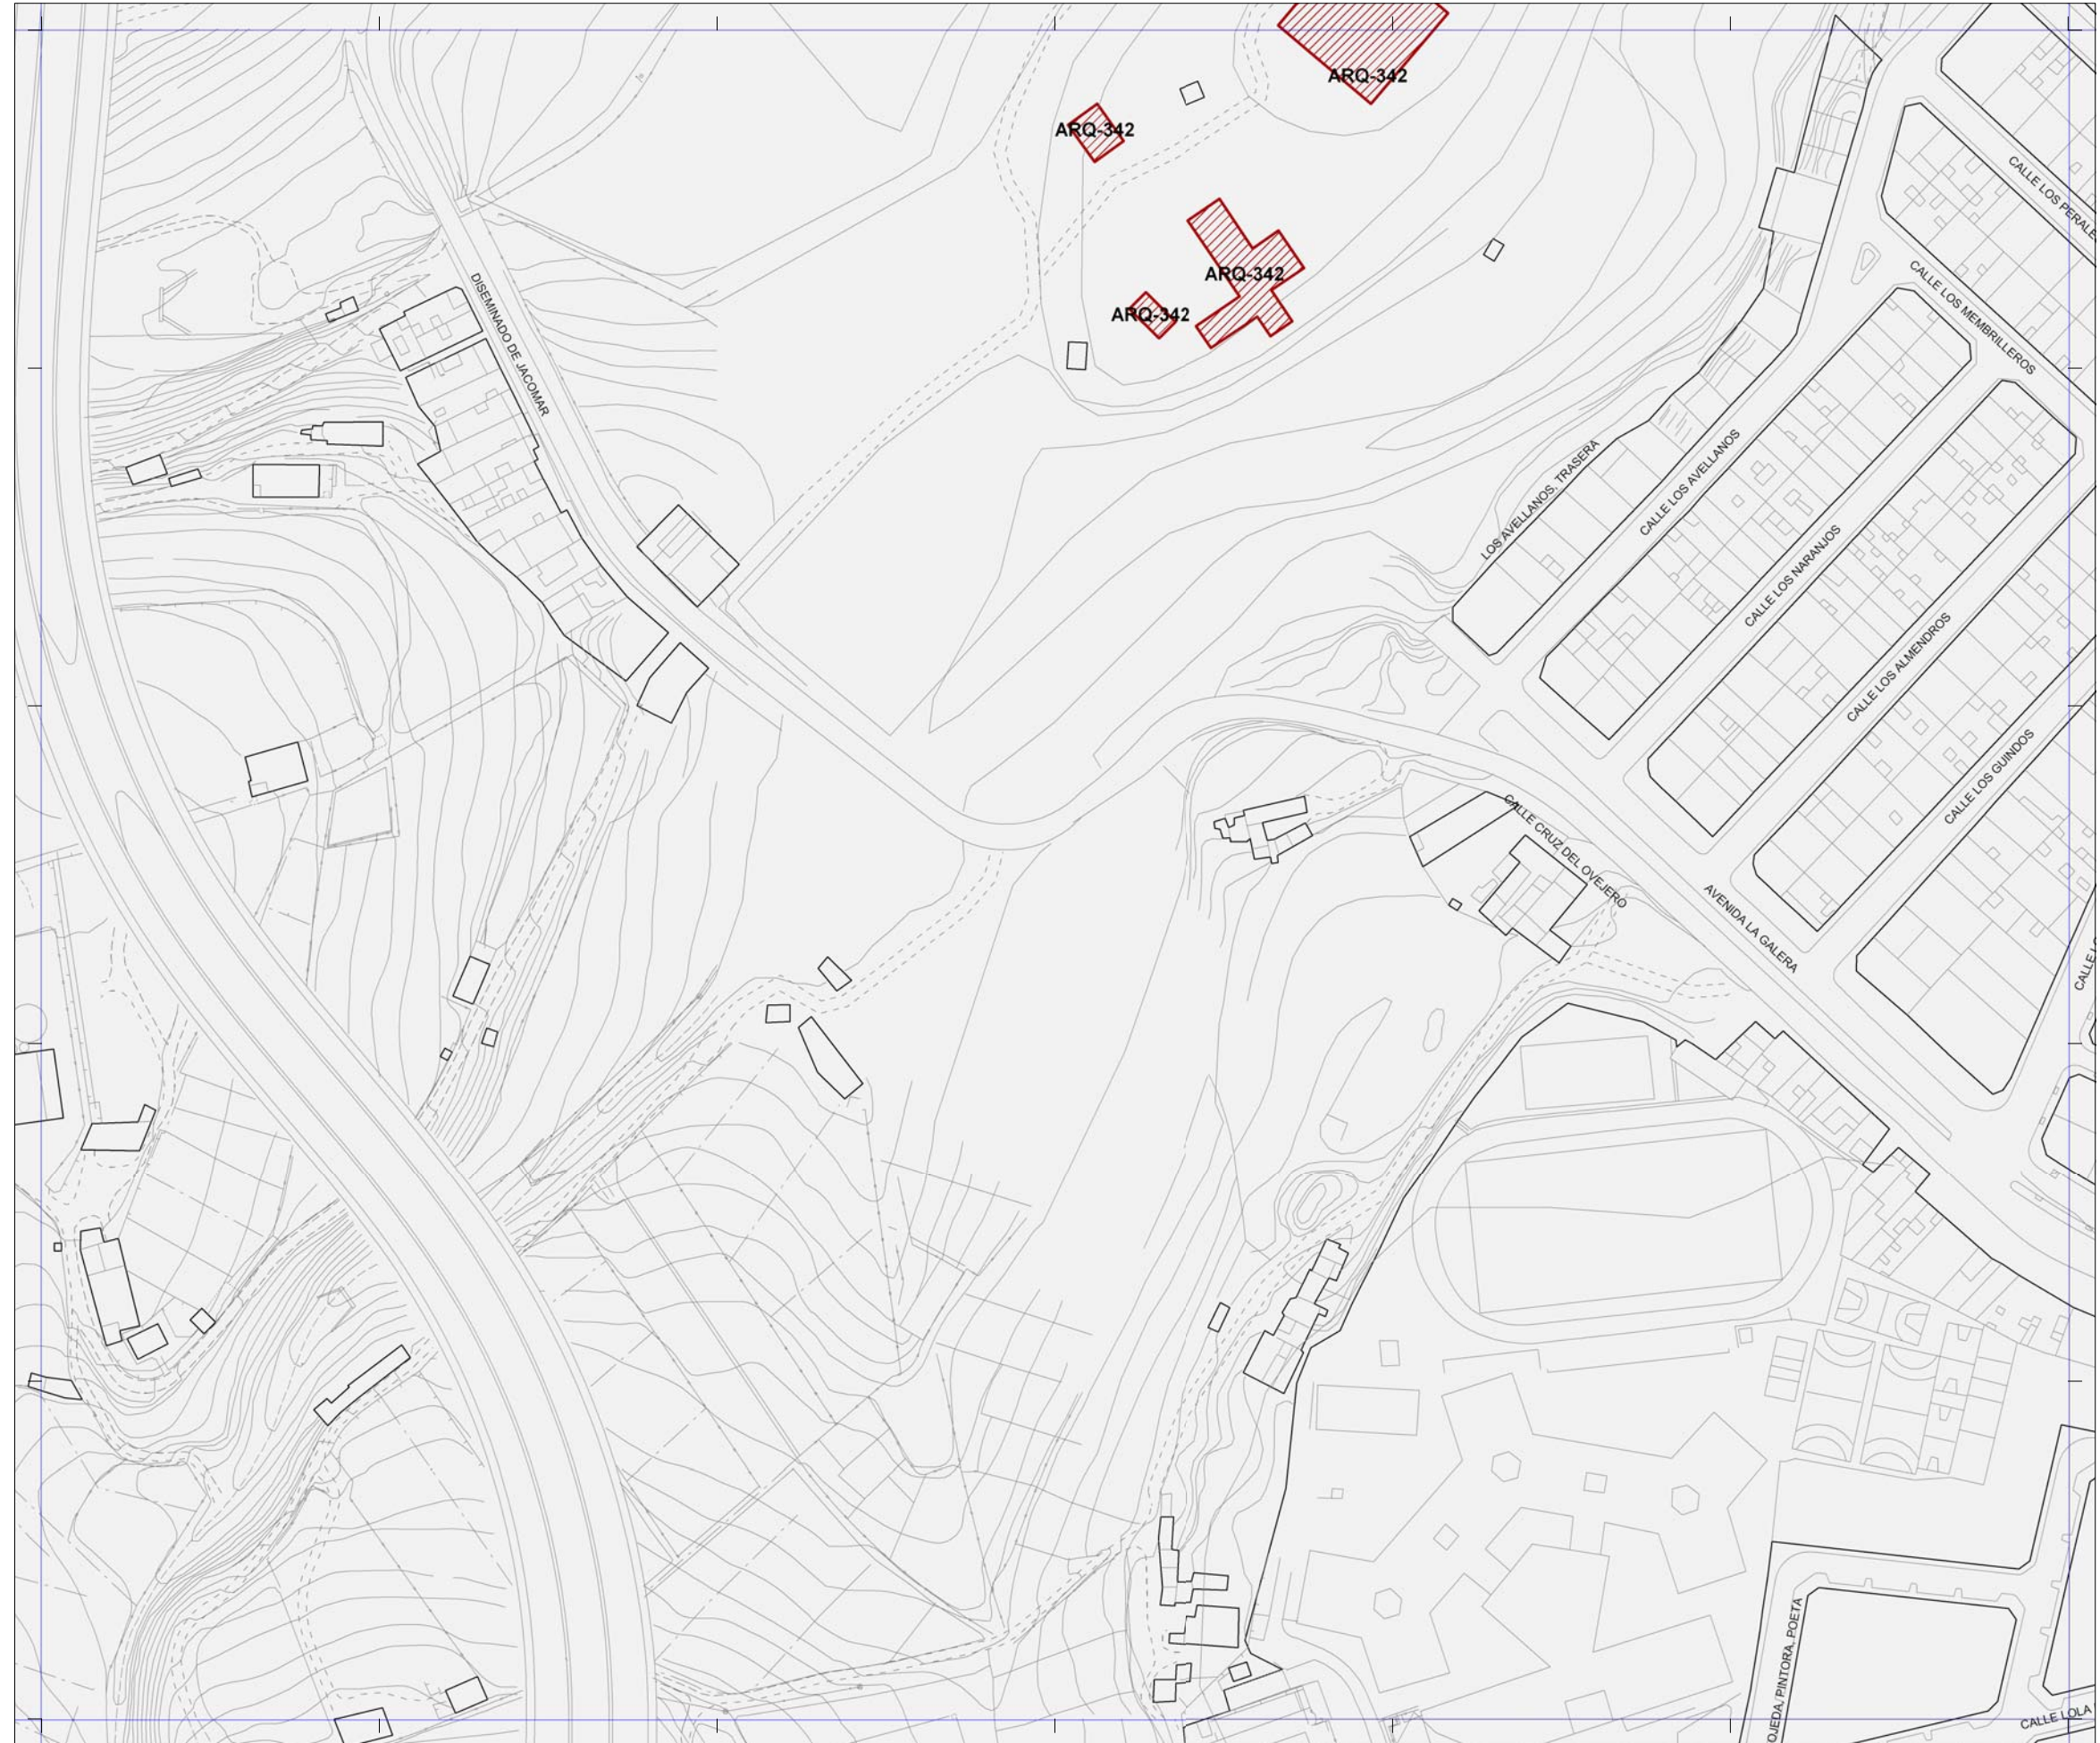 ARQ-342
ARQ-342
CALLE LOS PERALE
ARQ-342
ARQ-342
CALLE LOS MEMBRILLEROS
DISEMINADO DE JACOMAR
LOS AVELLANOS, TRASERA
CALLE LOS AVELLANOS
CALLE LOS NARANJOS
CALLE LOS ALMENDROS
CALLE LOS GUINDOS
CALLE CRUZ DEL OVEJERO
AVENIDA LA GALERA
CALLE L
OJEDA, PINTORA, POETA
CALLE LOLA